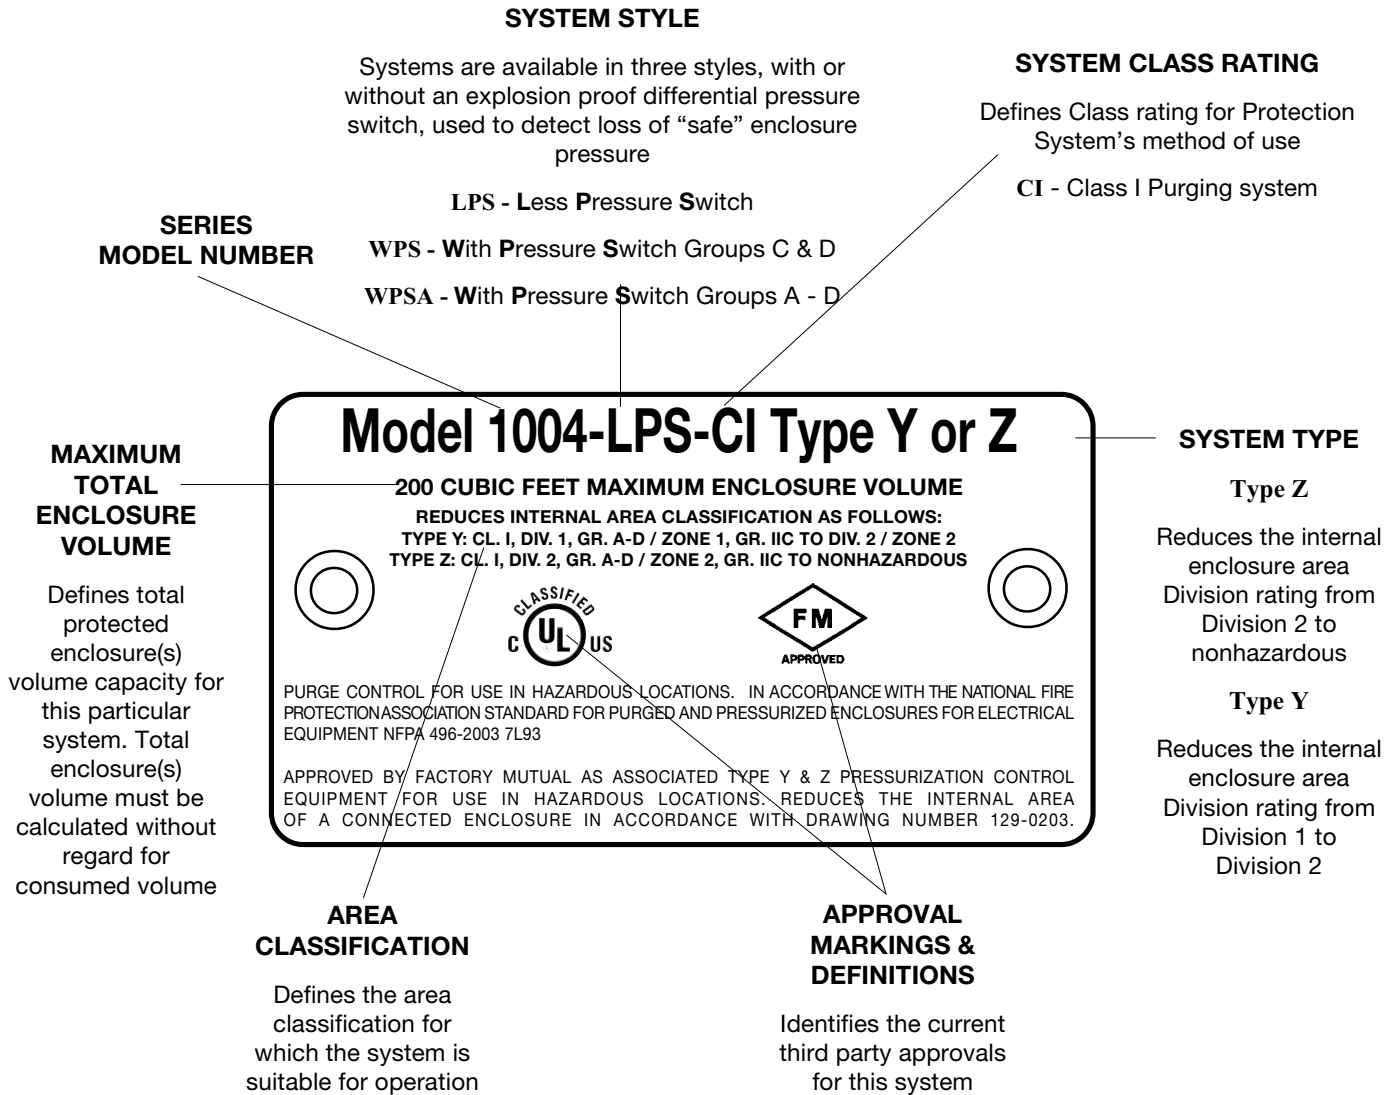 SYSTEM STYLE
Systems are available in three styles, with or
without an explosion proof differential pressure
switch, used to detect loss of “safe” enclosure
pressure
LPS - Less Pressure Switch
WPS - With Pressure Switch Groups C & D
WPSA - With Pressure Switch Groups A - D
SYSTEM CLASS RATING
Defines Class rating for Protection
System’s method of use
CI - Class I Purging system
SERIES
MODEL NUMBER
Model 1004-LPS-CI Type Y or Z
200 CUBIC FEET MAXIMUM ENCLOSURE VOLUME
REDUCES INTERNAL AREA CLASSIFICATION AS FOLLOWS:
TYPE Y: CL. I, DIV. 1, GR. A-D / ZONE 1, GR. IIC TO DIV. 2 / ZONE 2
TYPE Z: CL. I, DIV. 2, GR. A-D / ZONE 2, GR. IIC TO NONHAZARDOUS
CLASSIFIED
C UL US
FM
APPROVED
PURGE CONTROL FOR USE IN HAZARDOUS LOCATIONS. IN ACCORDANCE WITH THE NATIONAL FIRE
PROTECTION ASSOCIATION STANDARD FOR PURGED AND PRESSURIZED ENCLOSURES FOR ELECTRICAL
EQUIPMENT NFPA 496-2003 7L93
APPROVED BY FACTORY MUTUAL AS ASSOCIATED TYPE Y & Z PRESSURIZATION CONTROL
EQUIPMENT FOR USE IN HAZARDOUS LOCATIONS. REDUCES THE INTERNAL AREA
OF A CONNECTED ENCLOSURE IN ACCORDANCE WITH DRAWING NUMBER 129-0203.
MAXIMUM
TOTAL
ENCLOSURE
VOLUME
Defines total
protected
enclosure(s)
volume capacity for
this particular
system. Total
enclosure(s)
volume must be
calculated without
regard for
consumed volume
SYSTEM TYPE
Type Z
Reduces the internal
enclosure area
Division rating from
Division 2 to
nonhazardous
Type Y
Reduces the internal
enclosure area
Division rating from
Division 1 to
Division 2
AREA
CLASSIFICATION
Defines the area
classification for
which the system is
suitable for operation
APPROVAL
MARKINGS &
DEFINITIONS
Identifies the current
third party approvals
for this system